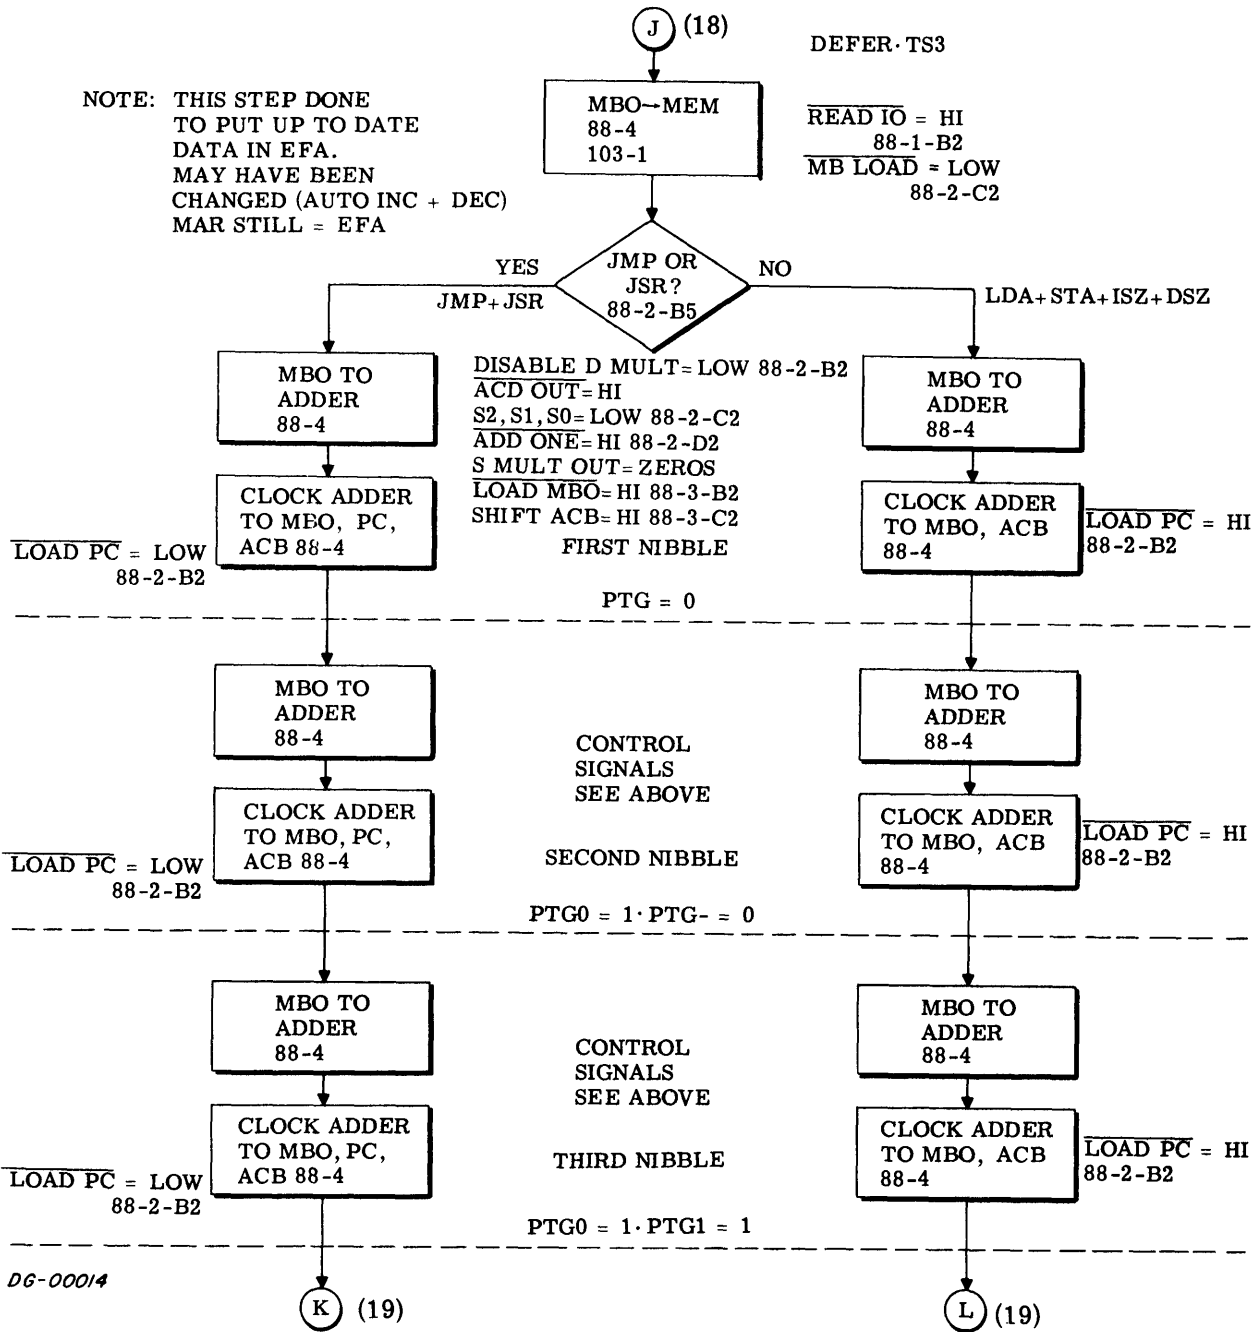 J (18)
DEFER·TS3
NOTE: THIS STEP DONE
TO PUT UP TO DATE
DATA IN EFA.
MAY HAVE BEEN
CHANGED (AUTO INC + DEC)
MAR STILL = EFA
MBO→MEM
88-4
103-1
READ IO = HI
88-1-B2
MB LOAD = LOW
88-2-C2
JMP OR
JSR?
88-2-B5
YES
JMP+JSR
NO
LDA+STA+ISZ+DSZ
MBO TO
ADDER
88-4
DISABLE D MULT=LOW 88-2-B2
ACD OUT=HI
S2, S1, S0=LOW 88-2-C2
ADD ONE=HI 88-2-D2
S MULT OUT=ZEROS
LOAD MBO=HI 88-3-B2
SHIFT ACB=HI 88-3-C2
FIRST NIBBLE
MBO TO
ADDER
88-4
CLOCK ADDER
TO MBO, PC,
ACB 88-4
LOAD PC = LOW
88-2-B2
CLOCK ADDER
TO MBO, ACB
88-4
LOAD PC = HI
88-2-B2
PTG = 0
MBO TO
ADDER
88-4
CONTROL
SIGNALS
SEE ABOVE
MBO TO
ADDER
88-4
CLOCK ADDER
TO MBO, PC,
ACB 88-4
LOAD PC = LOW
88-2-B2
SECOND NIBBLE
CLOCK ADDER
TO MBO, ACB
88-4
LOAD PC = HI
88-2-B2
PTG0 = 1·PTG- = 0
MBO TO
ADDER
88-4
CONTROL
SIGNALS
SEE ABOVE
MBO TO
ADDER
88-4
CLOCK ADDER
TO MBO, PC,
ACB 88-4
LOAD PC = LOW
88-2-B2
THIRD NIBBLE
CLOCK ADDER
TO MBO, ACB
88-4
LOAD PC = HI
88-2-B2
PTG0 = 1·PTG1 = 1
DG-00014
K (19)
L (19)